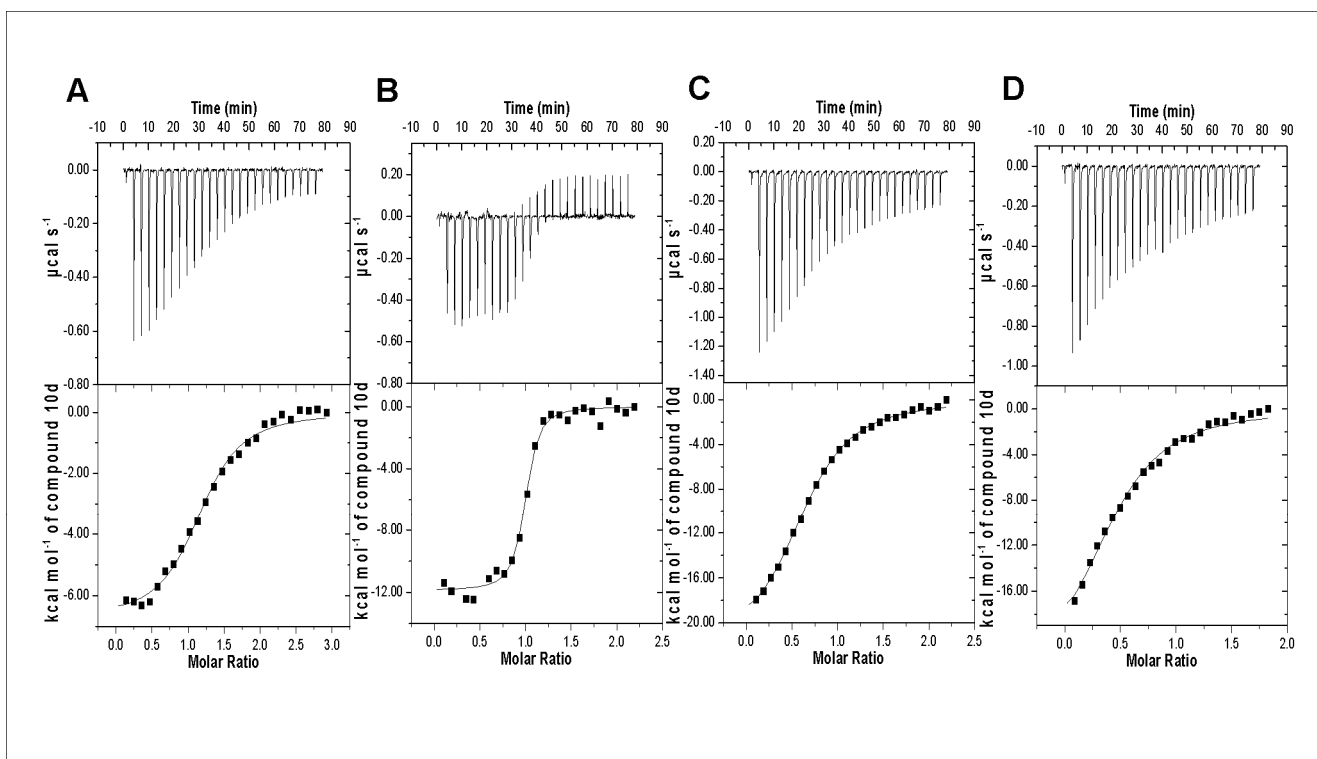 A
Time (min)
-10 0 10 20 30 40 50 60 70 80 90
0.00
-0.20
-0.40
-0.60
-0.80
µcal s-1
0.00
-2.00
-4.00
-6.00
kcal mol-1 of compound 10d
0.0 0.5 1.0 1.5 2.0 2.5 3.0
Molar Ratio
B
Time (min)
-10 0 10 20 30 40 50 60 70 80 90
0.20
0.00
-0.20
-0.40
-0.60
-0.80
µcal s-1
0.00
-4.00
-8.00
-12.00
kcal mol-1 of compound 10d
0.0 0.5 1.0 1.5 2.0 2.5
Molar Ratio
C
Time (min)
-10 0 10 20 30 40 50 60 70 80 90
0.20
0.00
-0.20
-0.40
-0.60
-0.80
-1.00
-1.20
-1.40
µcal s-1
0.00
-4.00
-8.00
-12.00
-16.00
-20.00
kcal mol-1 of compound 10d
0.0 0.5 1.0 1.5 2.0 2.5
Molar Ratio
D
Time (min)
-10 0 10 20 30 40 50 60 70 80 90
0.00
-0.20
-0.40
-0.60
-0.80
-1.00
µcal s-1
0.00
-4.00
-8.00
-12.00
-16.00
kcal mol-1 of compound 10d
0.0 0.5 1.0 1.5 2.0
Molar Ratio